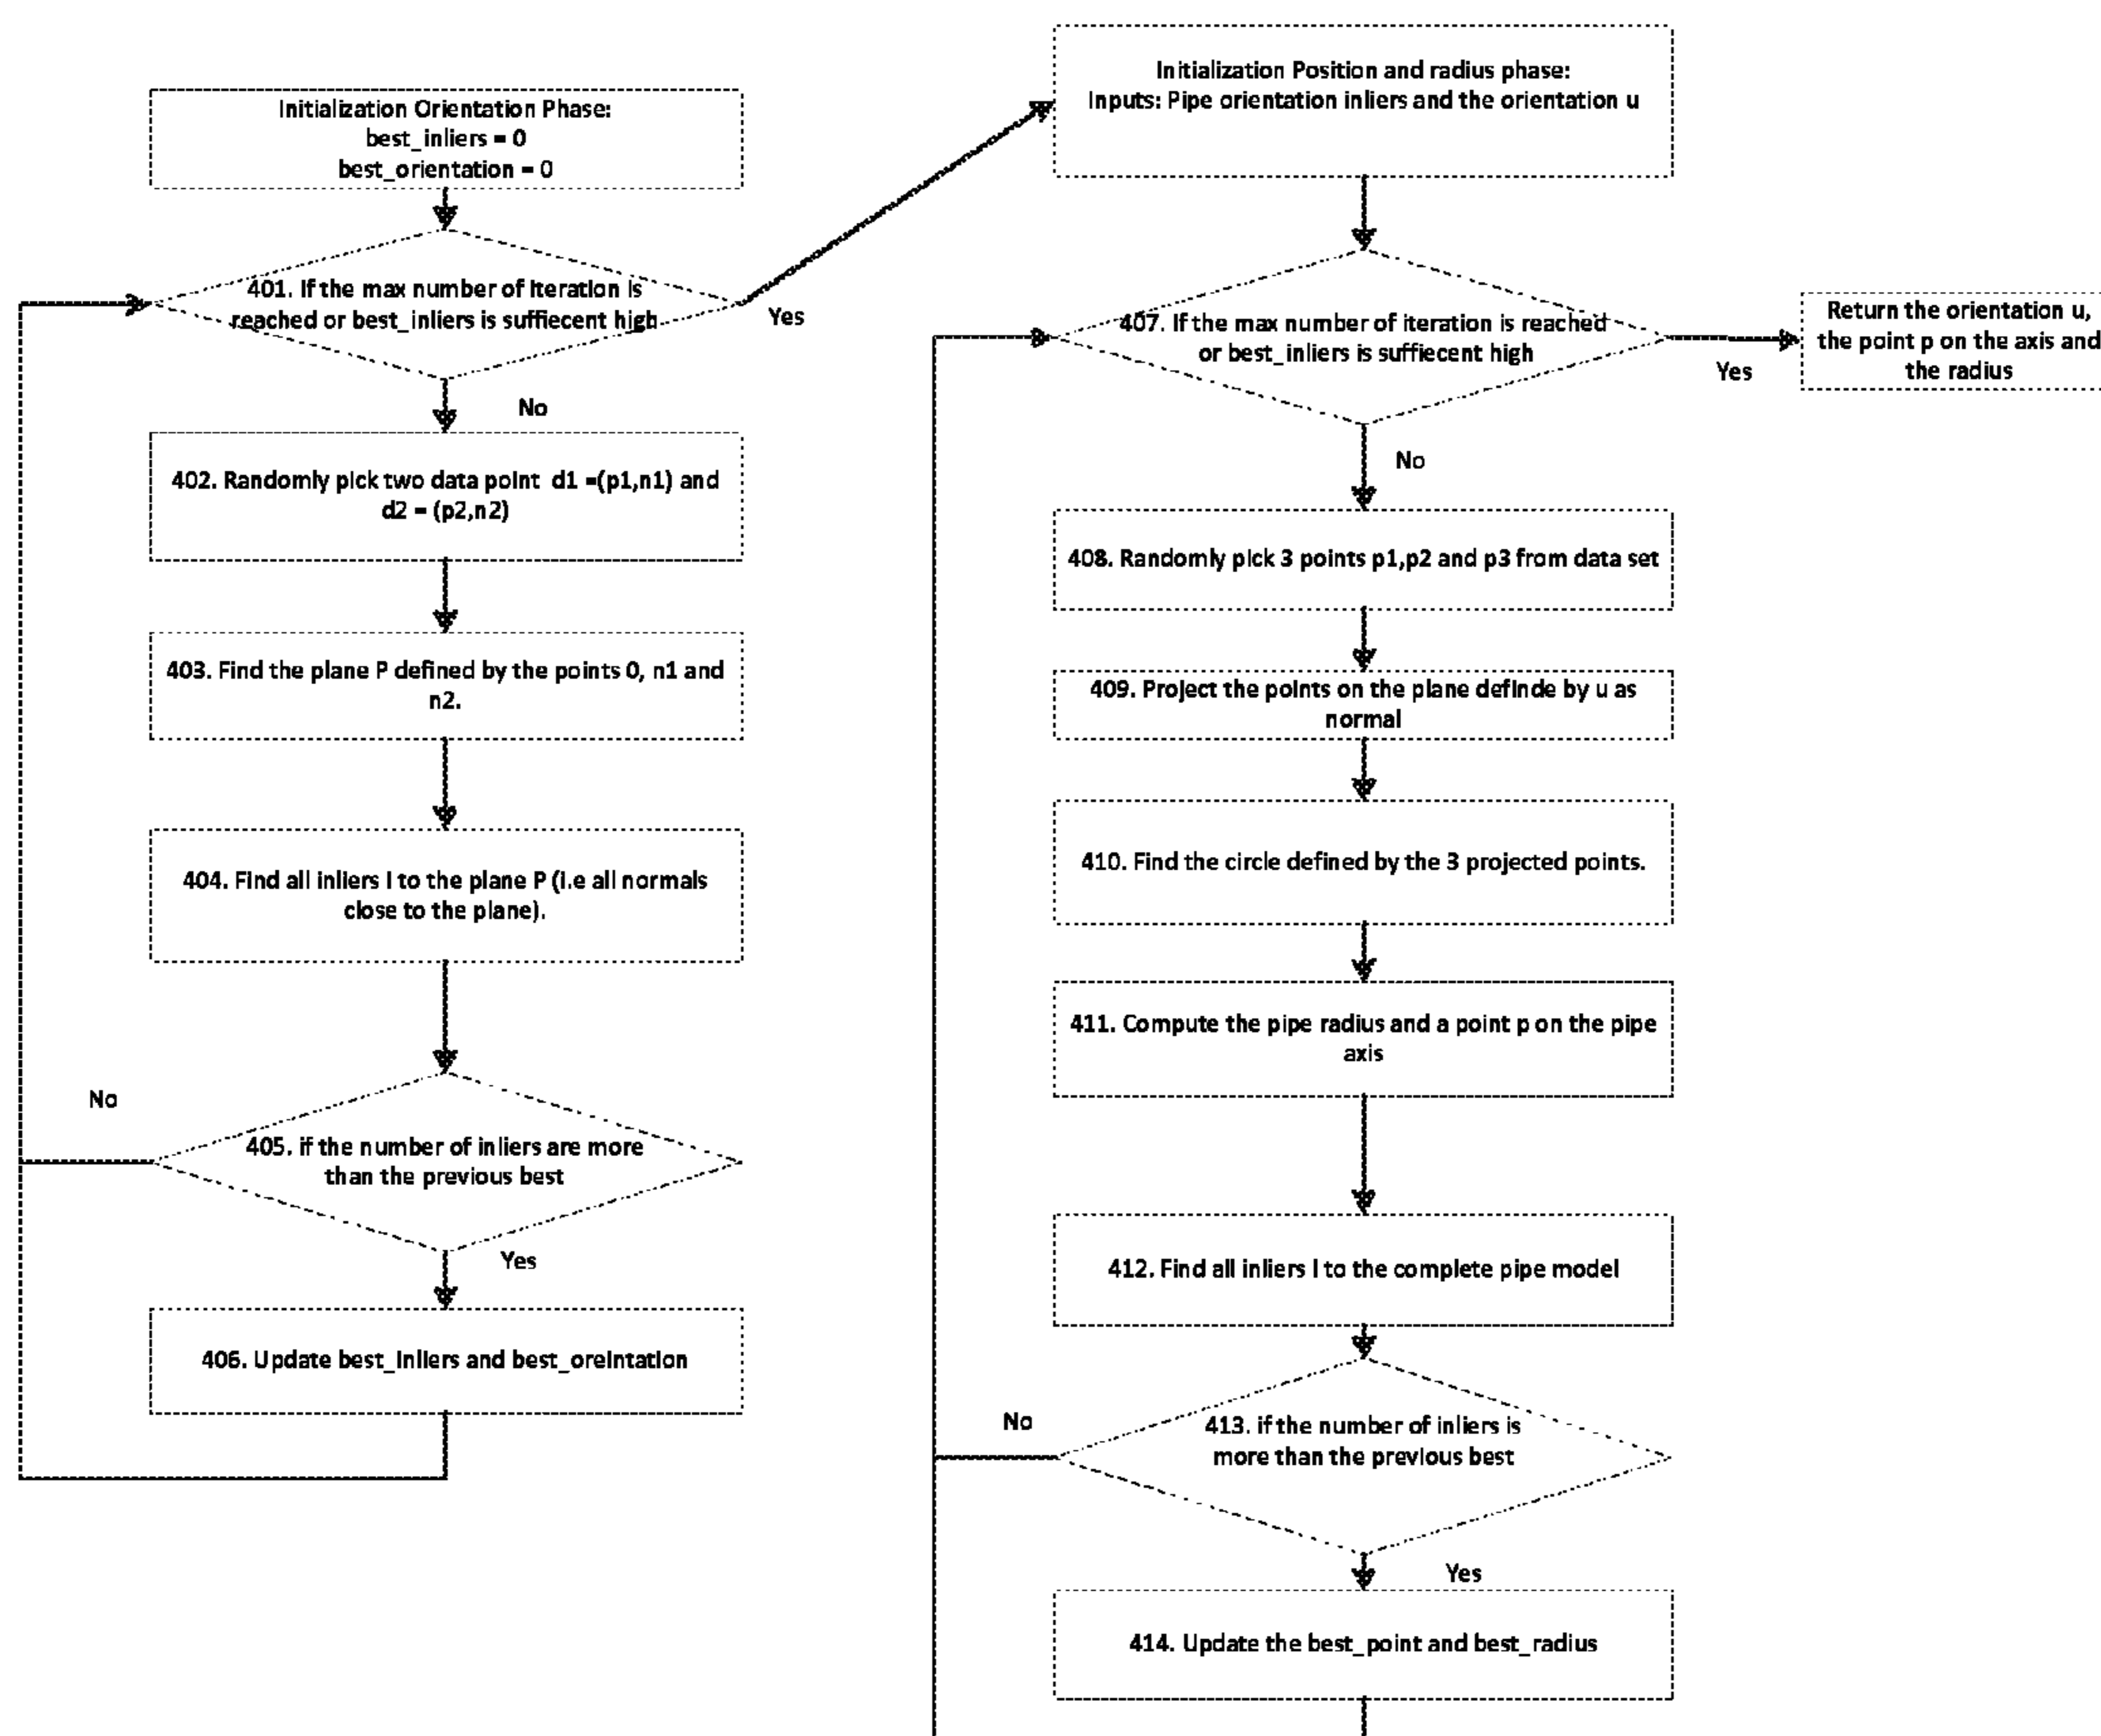 Initialization Orientation Phase:
best_inliers = 0
best_orientation = 0
401. If the max number of iteration is
reached or best_inliers is suffiecent high
Yes
No
402. Randomly pick two data point d1 =(p1,n1) and
d2 = (p2,n2)
403. Find the plane P defined by the points 0, n1 and
n2.
404. Find all inliers I to the plane P (i.e all normals
close to the plane).
No
405. if the number of inliers are more
than the previous best
Yes
406. Update best_inliers and best_oreintation
Initialization Position and radius phase:
Inputs: Pipe orientation inliers and the orientation u
407. If the max number of iteration is reached
or best_inliers is suffiecent high
Yes
Return the orientation u,
the point p on the axis and
the radius
No
408. Randomly pick 3 points p1,p2 and p3 from data set
409. Project the points on the plane definde by u as
normal
410. Find the circle defined by the 3 projected points.
411. Compute the pipe radius and a point p on the pipe
axis
412. Find all inliers I to the complete pipe model
No
413. if the number of inliers is
more than the previous best
Yes
414. Update the best_point and best_radius